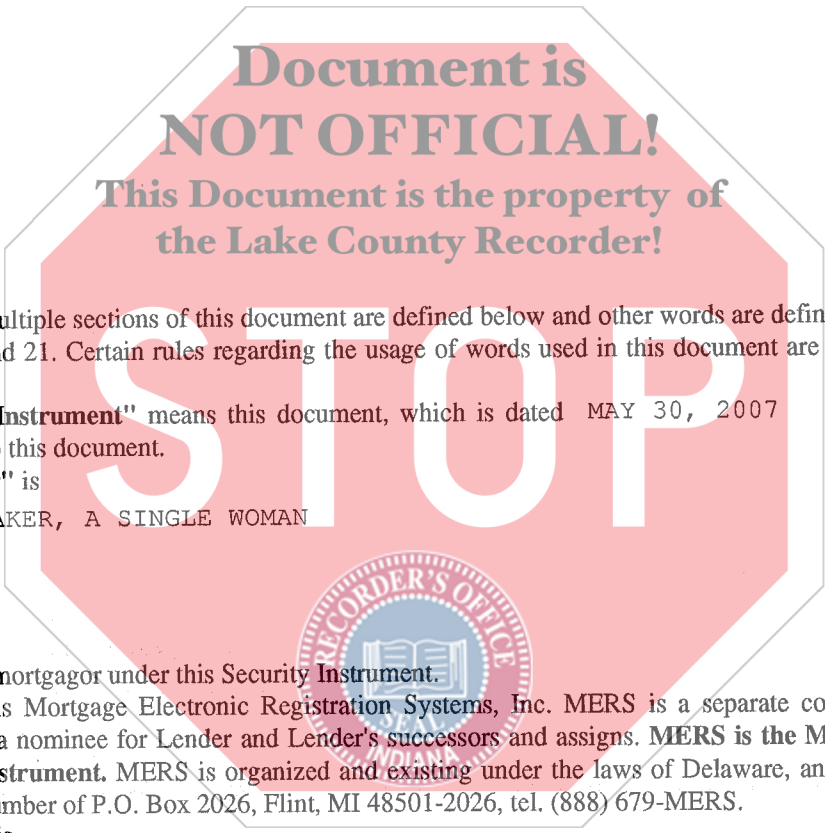 Document is
NOT OFFICIAL!
This Document is the property of
the Lake County Recorder!
ultiple sections of this document are defined below and other words are defin
d 21. Certain rules regarding the usage of words used in this document are
Instrument" means this document, which is dated MAY 30, 2007
this document.
" is
AKER, A SINGLE WOMAN
STOP
RECORDER'S OFFICE
SEAL
INDIANA
mortgagor under this Security Instrument.
s Mortgage Electronic Registration Systems, Inc. MERS is a separate co
a nominee for Lender and Lender's successors and assigns. MERS is the M
strument. MERS is organized and existing under the laws of Delaware, an
mber of P.O. Box 2026, Flint, MI 48501-2026, tel. (888) 679-MERS.